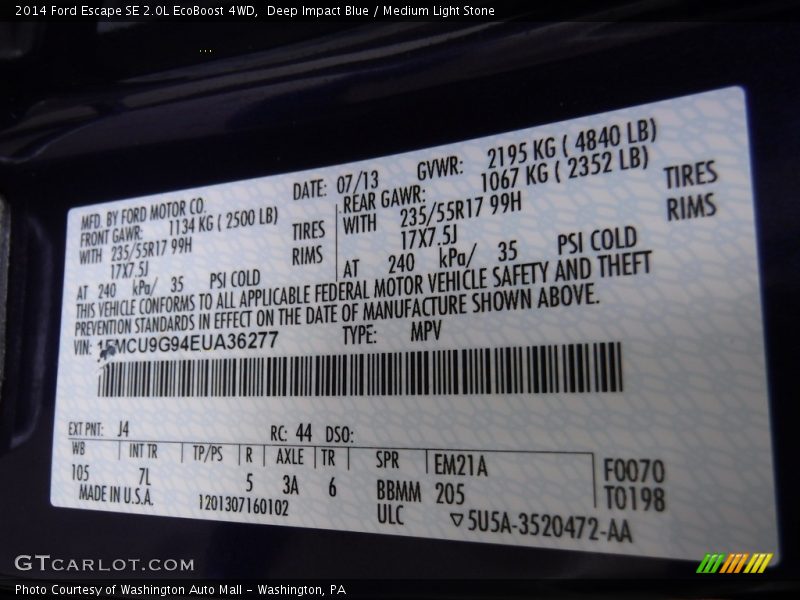 2014 Ford Escape SE 2.0L EcoBoost 4WD, Deep Impact Blue / Medium Light Stone
MFD. BY FORD MOTOR CO.
DATE: 07/13
GVWR: 2195 KG ( 4840 LB)
FRONT GAWR: 1134 KG ( 2500 LB)
REAR GAWR: 1067 KG ( 2352 LB)
WITH 235/55R17 99H TIRES
WITH 235/55R17 99H TIRES
17X7.5J RIMS
17X7.5J RIMS
AT 240 kPa/ 35 PSI COLD
AT 240 kPa/ 35 PSI COLD
THIS VEHICLE CONFORMS TO ALL APPLICABLE FEDERAL MOTOR VEHICLE SAFETY AND THEFT
PREVENTION STANDARDS IN EFFECT ON THE DATE OF MANUFACTURE SHOWN ABOVE.
VIN: 1FMCU9G94EUA36277
TYPE: MPV
EXT PNT: J4 RC: 44 DSO:
WB INT TR TP/PS R AXLE TR SPR EM21A
105 7L 5 3A 6 BBMM 205
F0070
T0198
MADE IN U.S.A. 1201307160102 ULC ▽5U5A-3520472-AA
GTCARLOT.COM
Photo Courtesy of Washington Auto Mall - Washington, PA